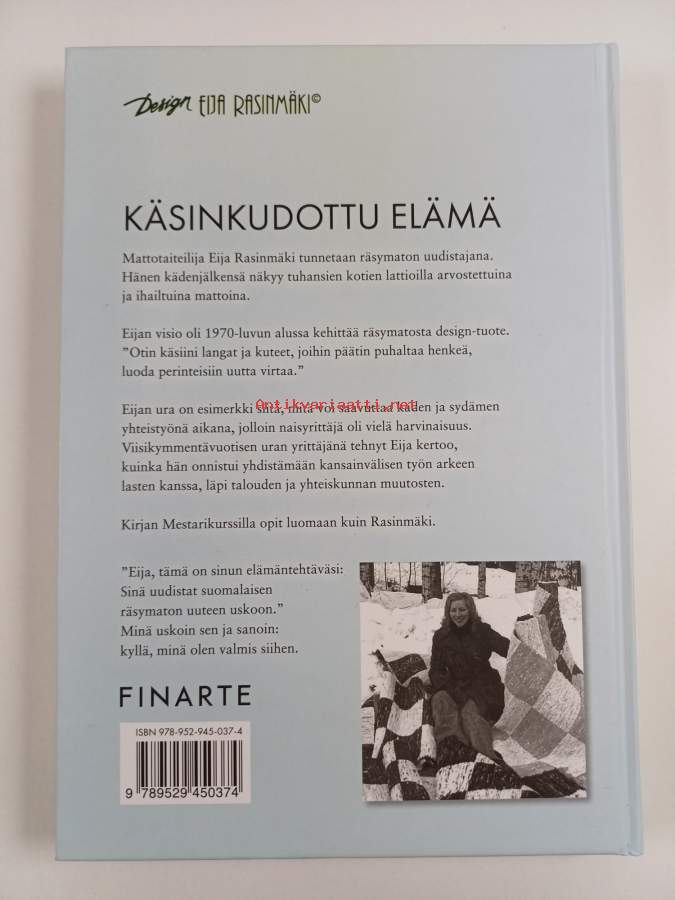 Design EIJA RASINMÄKI©
KÄSINKUDOTTU ELÄMÄ
Mattotaiteilija Eija Rasinmäki tunnetaan räsymaton uudistajana.
Hänen kädenjälkensä näkyy tuhansien kotien lattioilla arvostettuina
ja ihailtuina mattoina.
Eijan visio oli 1970-luvun alussa kehittää räsymatosta design-tuote.
”Otin käsiini langat ja kuteet, joihin päätin puhaltaa henkeä,
luoda perinteisiin uutta virtaa.”
Antikvariaatti.net
Eijan ura on esimerkki siitä, mitä voi saavuttaa käden ja sydämen
yhteistyönä aikana, jolloin naisyrittäjä oli vielä harvinaisuus.
Viisikymmentävuotisen uran yrittäjänä tehnyt Eija kertoo,
kuinka hän onnistui yhdistämään kansainvälisen työn arkeen
lasten kanssa, läpi talouden ja yhteiskunnan muutosten.
Kirjan Mestarikurssilla opit luomaan kuin Rasinmäki.
”Eija, tämä on sinun elämäntehtäväsi:
Sinä uudistat suomalaisen
räsymaton uuteen uskoon.”
Minä uskoin sen ja sanoin:
kyllä, minä olen valmis siihen.
FINARTE
ISBN 978-952-945-037-4
9 789529 450374